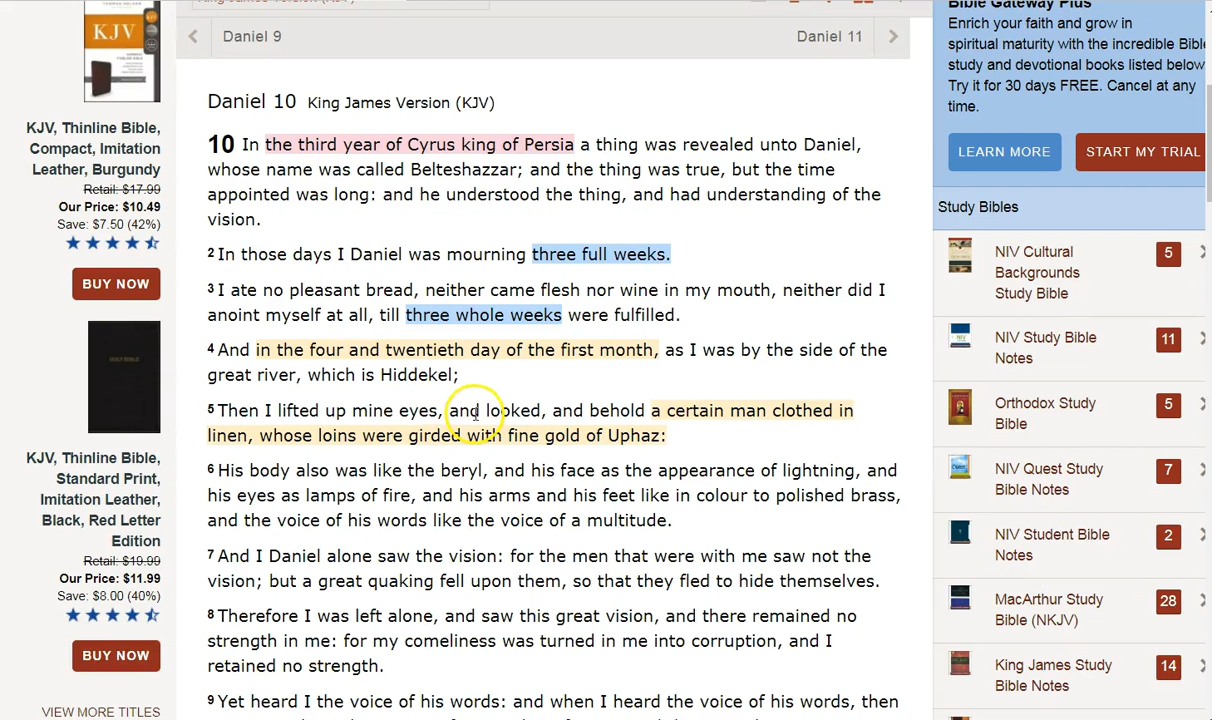 KJV
KJV, Thinline Bible,
Compact, Imitation
Leather, Burgundy
Retail: $17.99
Our Price: $10.49
Save: $7.50 (42%)
BUY NOW
KJV, Thinline Bible,
Standard Print,
Imitation Leather,
Black, Red Letter
Edition
Retail: $19.99
Our Price: $11.99
Save: $8.00 (40%)
BUY NOW
VIEW MORE TITLES
Daniel 9
Daniel 11
Daniel 10 King James Version (KJV)
10 In the third year of Cyrus king of Persia a thing was revealed unto Daniel,
whose name was called Belteshazzar; and the thing was true, but the time
appointed was long: and he understood the thing, and had understanding of the
vision.
2 In those days I Daniel was mourning three full weeks.
3 I ate no pleasant bread, neither came flesh nor wine in my mouth, neither did I
anoint myself at all, till three whole weeks were fulfilled.
4 And in the four and twentieth day of the first month, as I was by the side of the
great river, which is Hiddekel;
5 Then I lifted up mine eyes, and looked, and behold a certain man clothed in
linen, whose loins were girded with fine gold of Uphaz:
6 His body also was like the beryl, and his face as the appearance of lightning, and
his eyes as lamps of fire, and his arms and his feet like in colour to polished brass,
and the voice of his words like the voice of a multitude.
7 And I Daniel alone saw the vision: for the men that were with me saw not the
vision; but a great quaking fell upon them, so that they fled to hide themselves.
8 Therefore I was left alone, and saw this great vision, and there remained no
strength in me: for my comeliness was turned in me into corruption, and I
retained no strength.
9 Yet heard I the voice of his words: and when I heard the voice of his words, then
Bible Gateway Plus
Enrich your faith and grow in
spiritual maturity with the incredible Bible
study and devotional books listed below.
Try it for 30 days FREE. Cancel at any
time.
LEARN MORE
START MY TRIAL
Study Bibles
NIV Cultural
Backgrounds
Study Bible
5
NIV Study Bible
Notes
11
Orthodox Study
Bible
5
NIV Quest Study
Bible Notes
7
NIV Student Bible
Notes
2
MacArthur Study
Bible (NKJV)
28
King James Study
Bible Notes
14